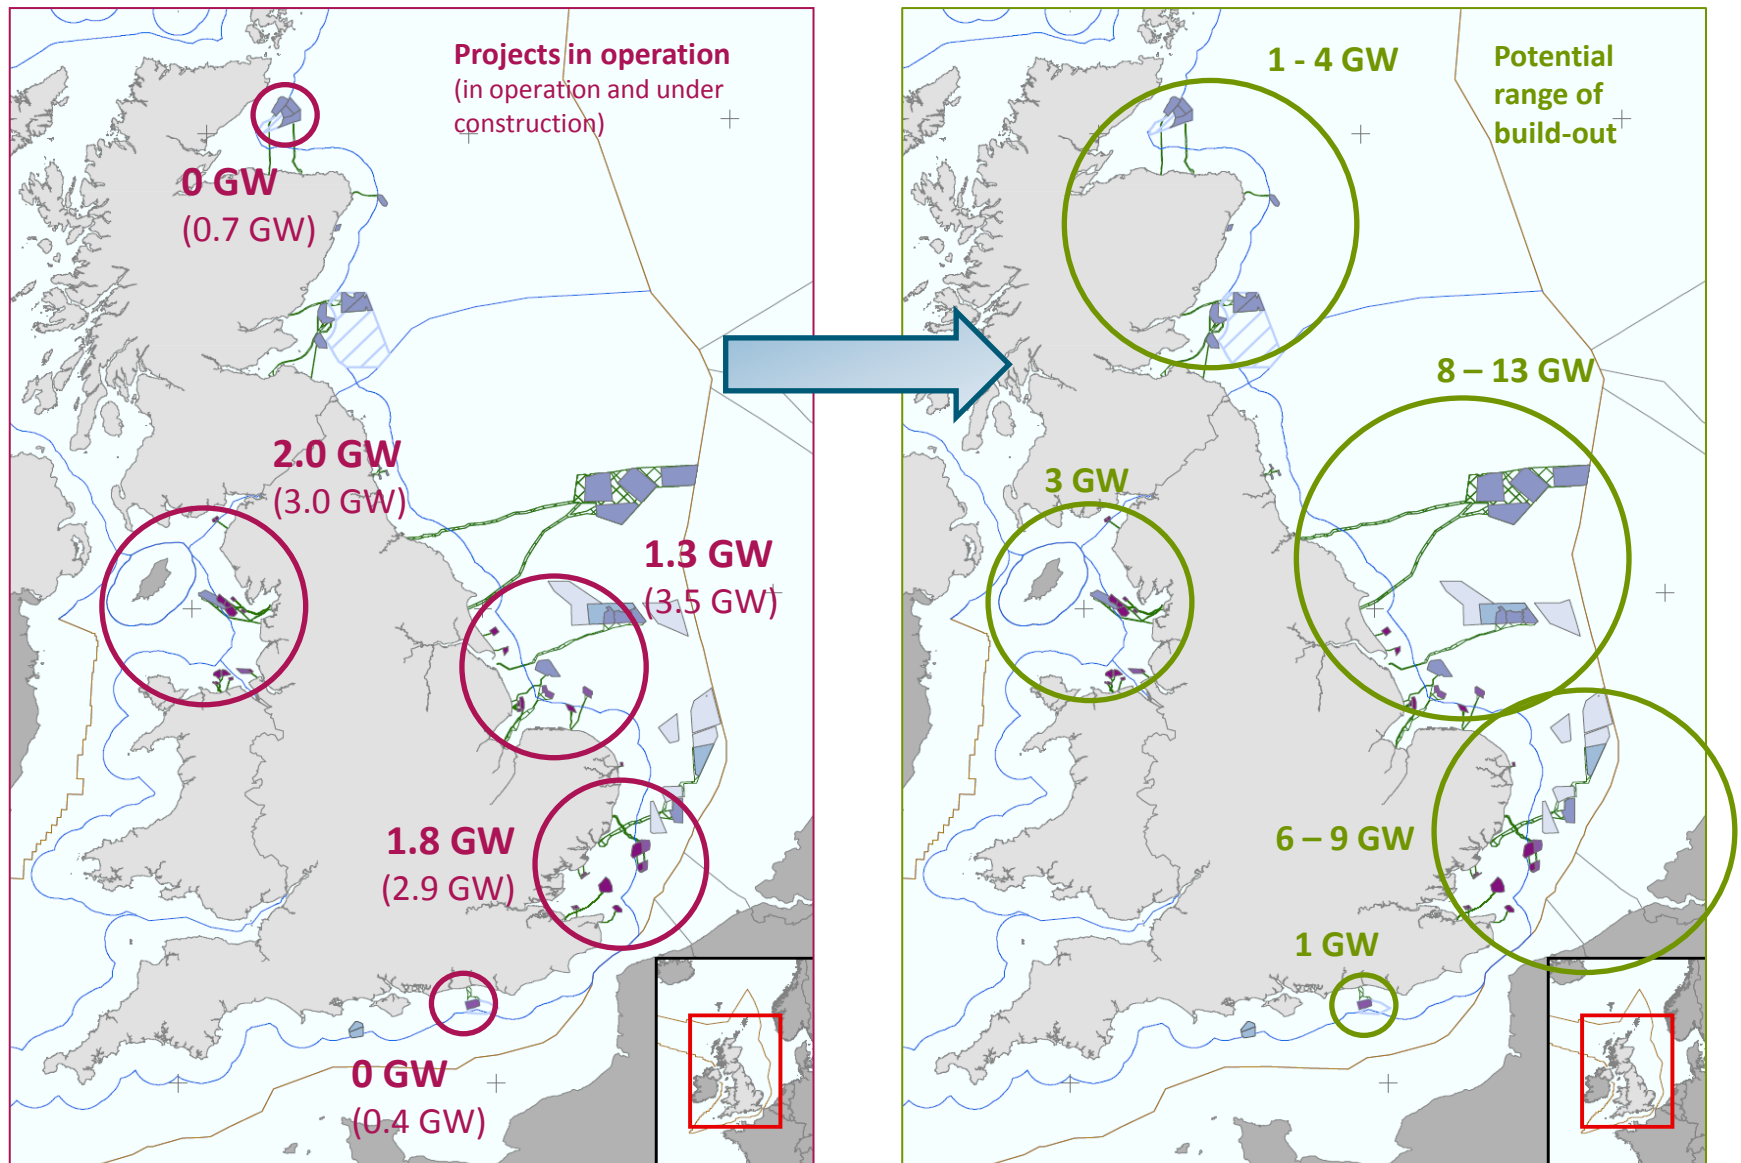 Projects in operation
(in operation and under
construction)
0 GW
(0.7 GW)
2.0 GW
(3.0 GW)
1.3 GW
(3.5 GW)
1.8 GW
(2.9 GW)
0 GW
(0.4 GW)
Potential
range of
build-out
1 - 4 GW
8 – 13 GW
3 GW
6 – 9 GW
1 GW